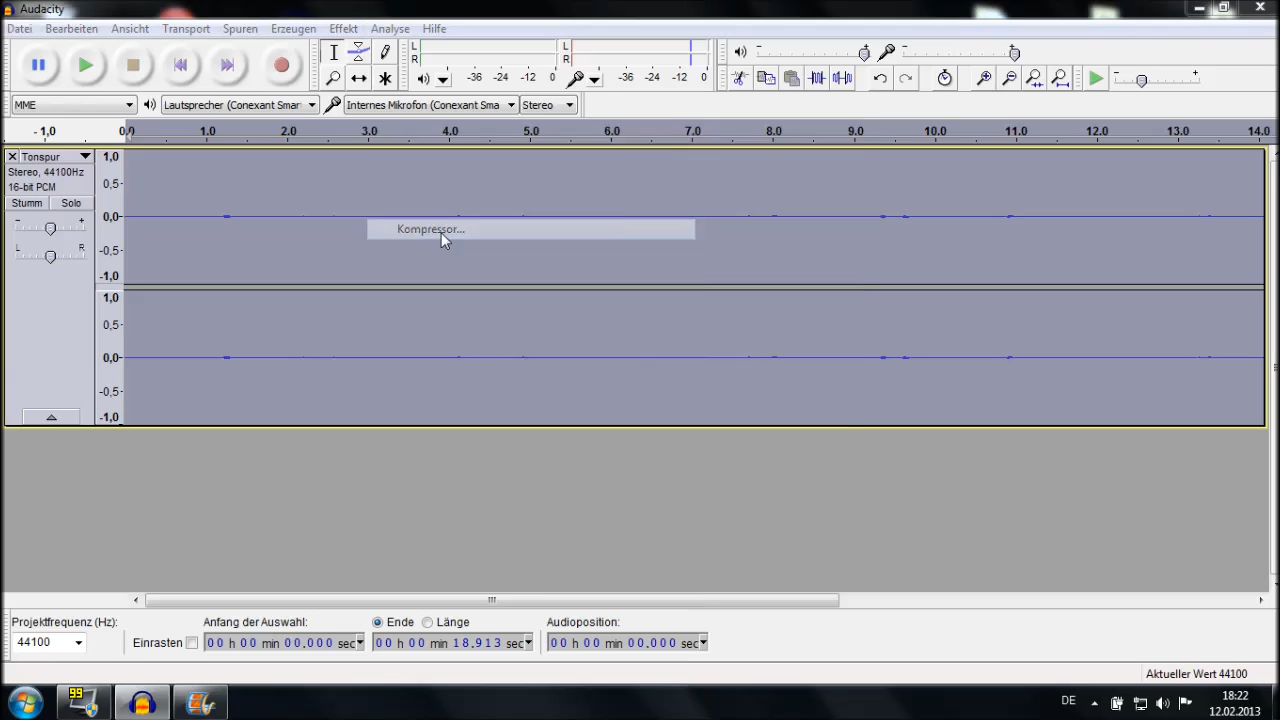 Audacity
Datei Bearbeiten Ansicht Transport Spuren Erzeugen Effekt Analyse Hilfe
L
R
-36 -24 -12 0
L
R
-36 -24 -12 0
- +
- +
- +
MME
Lautsprecher (Conexant Smar
Internes Mikrofon (Conexant Sma
Stereo
- 1,0 0,0 1.0 2.0 3.0 4.0 5.0 6.0 7.0 8.0 9.0 10.0 11.0 12.0 13.0 14.0
Tonspur
Stereo, 44100Hz
16-bit PCM
Stumm Solo
- +
L R
1,0
0,5-
0,0-
-0,5-
-1,0
1,0
0,5-
0,0-
-0,5-
-1,0
Kompressor...
Projektfrequenz (Hz):
44100
Einrasten
Anfang der Auswahl:
00 h 00 min 00.000 sec
Ende Länge
00 h 00 min 18.913 sec
Audioposition:
00 h 00 min 00.000 sec
Aktueller Wert 44100
99
DE
18:22
12.02.2013